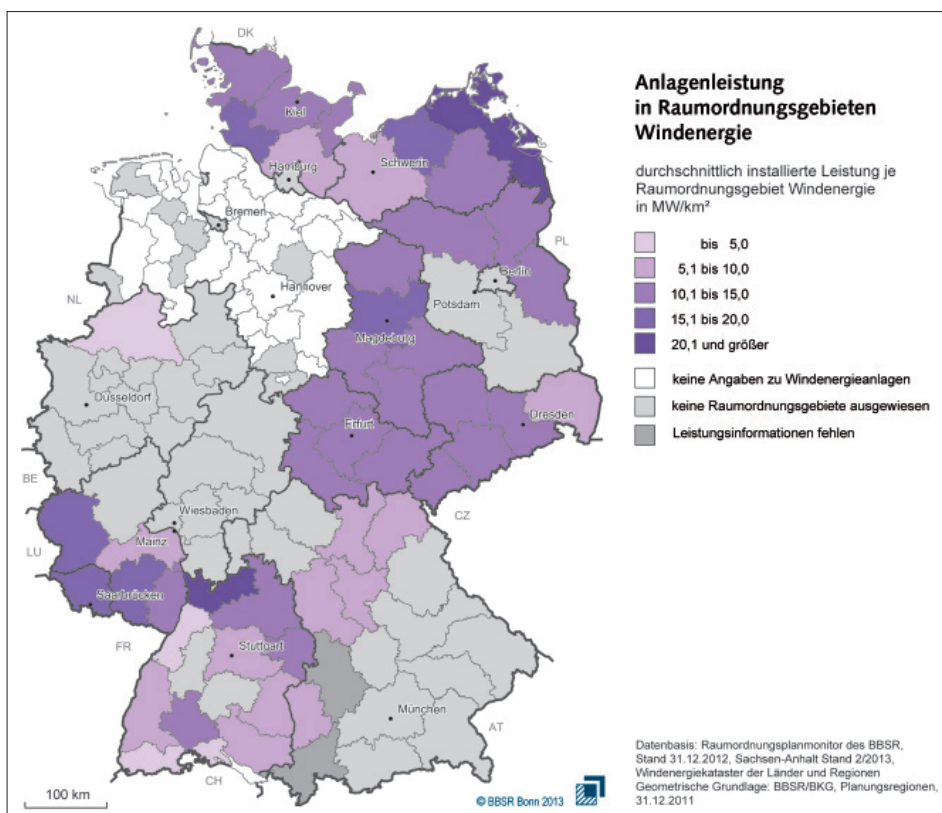 DK
Kiel
Hamburg
Schwerin
Bremen
PL
Berlin
Potsdam
Hannover
NL
Magdeburg
Düsseldorf
Dresden
Erfurt
BE
Wiesbaden
CZ
Mainz
LU
Saarbrücken
FR
Stuttgart
München
AT
CH
100 km
© BBSR Bonn 2013
Anlagenleistung
in Raumordnungsgebieten
Windenergie
durchschnittlich installierte Leistung je
Raumordnungsgebiet Windenergie
in MW/km²
bis 5,0
5,1 bis 10,0
10,1 bis 15,0
15,1 bis 20,0
20,1 und größer
keine Angaben zu Windenergieanlagen
keine Raumordnungsgebiete ausgewiesen
Leistungsinformationen fehlen
Datenbasis: Raumordnungsplanmonitor des BBSR,
Stand 31.12.2012, Sachsen-Anhalt Stand 2/2013,
Windenergiekataster der Länder und Regionen
Geometrische Grundlage: BBSR/BKG, Planungsregionen,
31.12.2011